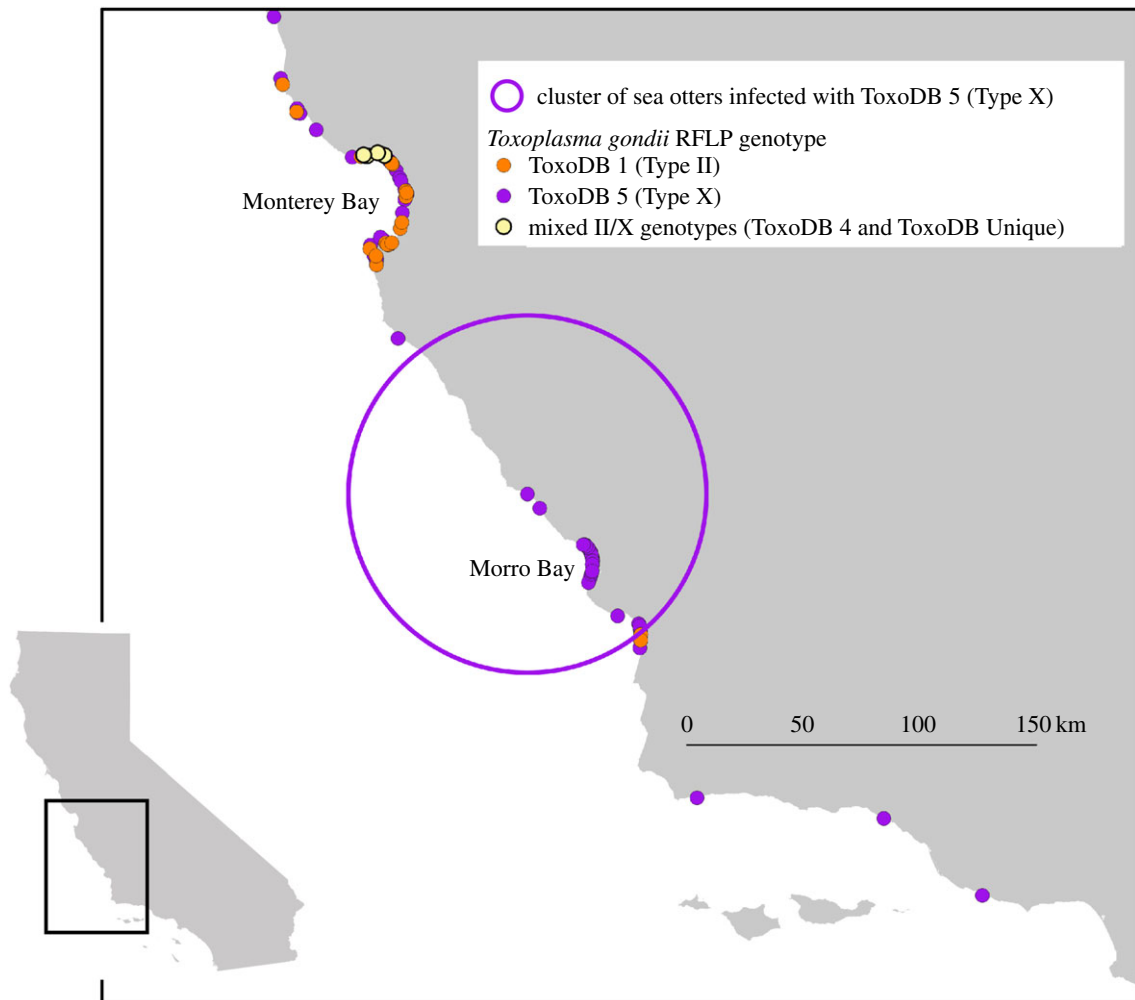 cluster of sea otters infected with ToxoDB 5 (Type X)
Toxoplasma gondii RFLP genotype
ToxoDB 1 (Type II)
ToxoDB 5 (Type X)
mixed II/X genotypes (ToxoDB 4 and ToxoDB Unique)
Monterey Bay
Morro Bay
0 50 100 150 km